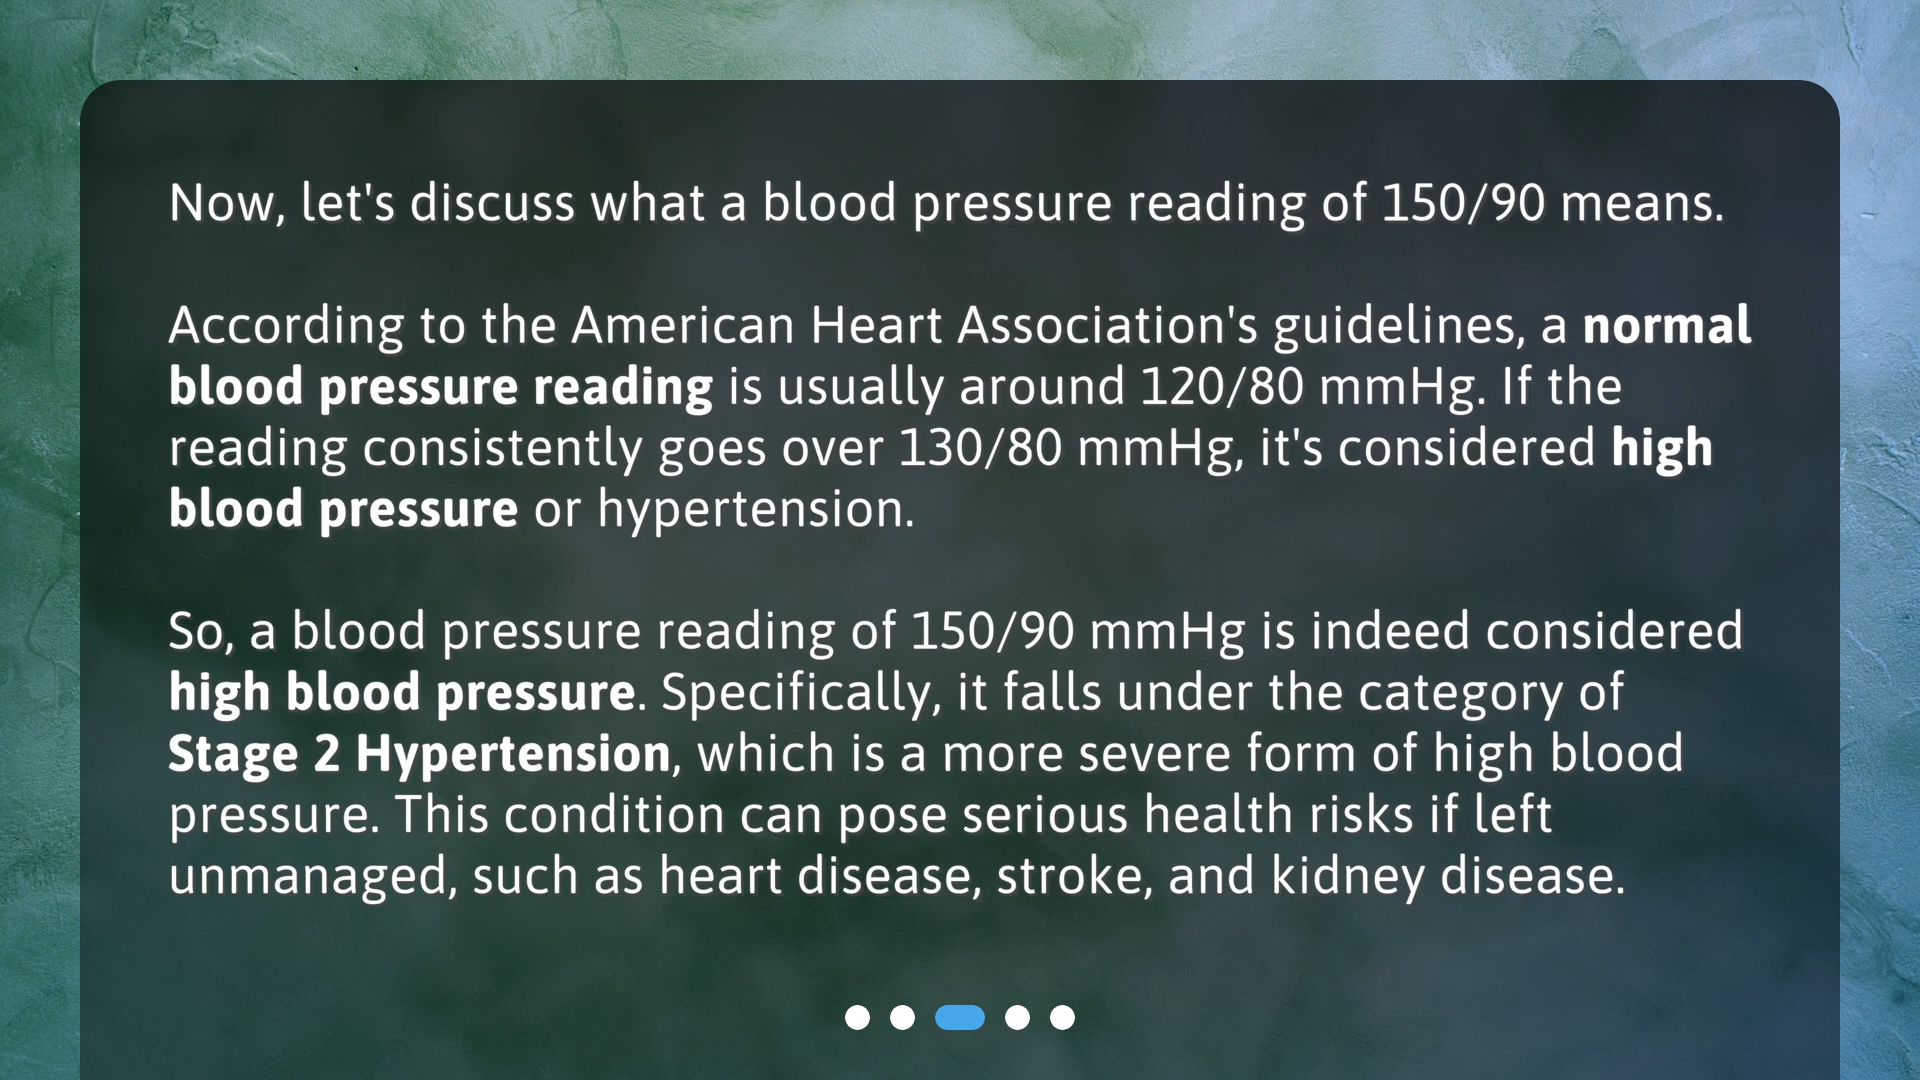 Now, let's discuss what a blood pressure reading of 150/90 means.
According to the American Heart Association's guidelines, a normal
blood pressure reading is usually around 120/80 mmHg. If the
reading consistently goes over 130/80 mmHg, it's considered high
blood pressure or hypertension.
So, a blood pressure reading of 150/90 mmHg is indeed considered
high blood pressure. Specifically, it falls under the category of
Stage 2 Hypertension, which is a more severe form of high blood
pressure. This condition can pose serious health risks if left
unmanaged, such as heart disease, stroke, and kidney disease.